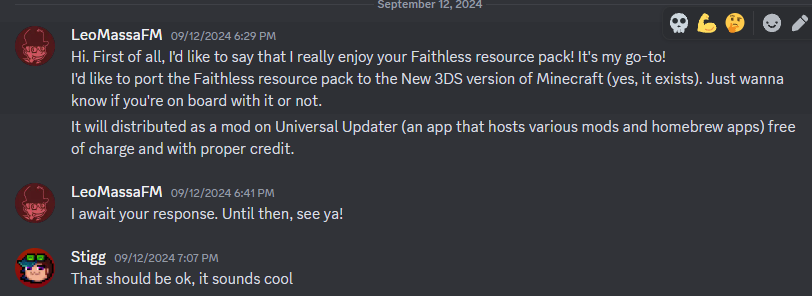 September 12, 2024
LeoMassaFM 09/12/2024 6:29 PM
Hi. First of all, I'd like to say that I really enjoy your Faithless resource pack! It's my go-to!
I'd like to port the Faithless resource pack to the New 3DS version of Minecraft (yes, it exists). Just wanna
know if you're on board with it or not.
It will distributed as a mod on Universal Updater (an app that hosts various mods and homebrew apps) free
of charge and with proper credit.
LeoMassaFM 09/12/2024 6:41 PM
I await your response. Until then, see ya!
Stigg 09/12/2024 7:07 PM
That should be ok, it sounds cool